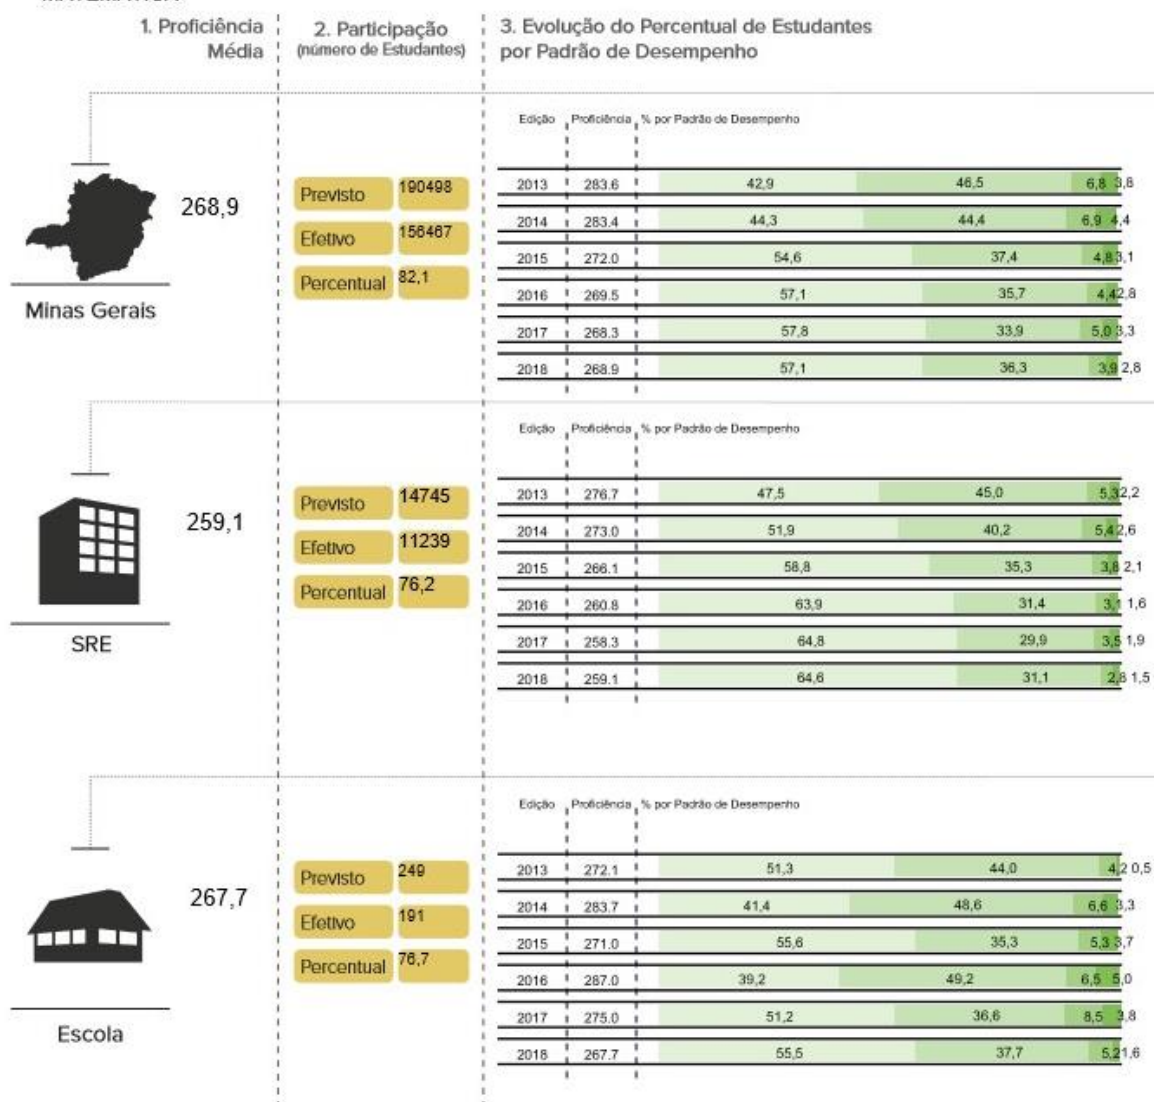 1. Proficiência
Média
2. Participação
(número de Estudantes)
3. Evolução do Percentual de Estudantes
por Padrão de Desempenho
Minas Gerais
268,9
Previsto 190498
Efetivo 156467
Percentual 82,1
Edição Proficiência % por Padrão de Desempenho
2013 283.6 42,9 46,5 6,8 3,8
2014 283.4 44,3 44,4 6,9 4,4
2015 272.0 54,6 37,4 4,8 3,1
2016 269.5 57,1 35,7 4,4 2,8
2017 268.3 57,8 33,9 5,0 3,3
2018 268.9 57,1 36,3 3,9 2,8
SRE
259,1
Previsto 14745
Efetivo 11239
Percentual 76,2
Edição Proficiência % por Padrão de Desempenho
2013 276.7 47,5 45,0 5,3 2,2
2014 273.0 51,9 40,2 5,4 2,6
2015 266.1 58,8 35,3 3,8 2,1
2016 260.8 63,9 31,4 3,1 1,6
2017 258.3 64,8 29,9 3,5 1,9
2018 259.1 64,6 31,1 2,8 1,5
Escola
267,7
Previsto 249
Efetivo 191
Percentual 76,7
Edição Proficiência % por Padrão de Desempenho
2013 272.1 51,3 44,0 4,2 0,5
2014 283.7 41,4 48,6 6,6 3,3
2015 271.0 55,6 35,3 5,3 3,7
2016 287.0 39,2 49,2 6,5 5,0
2017 275.0 51,2 36,6 8,5 3,8
2018 267.7 55,5 37,7 5,2 1,6